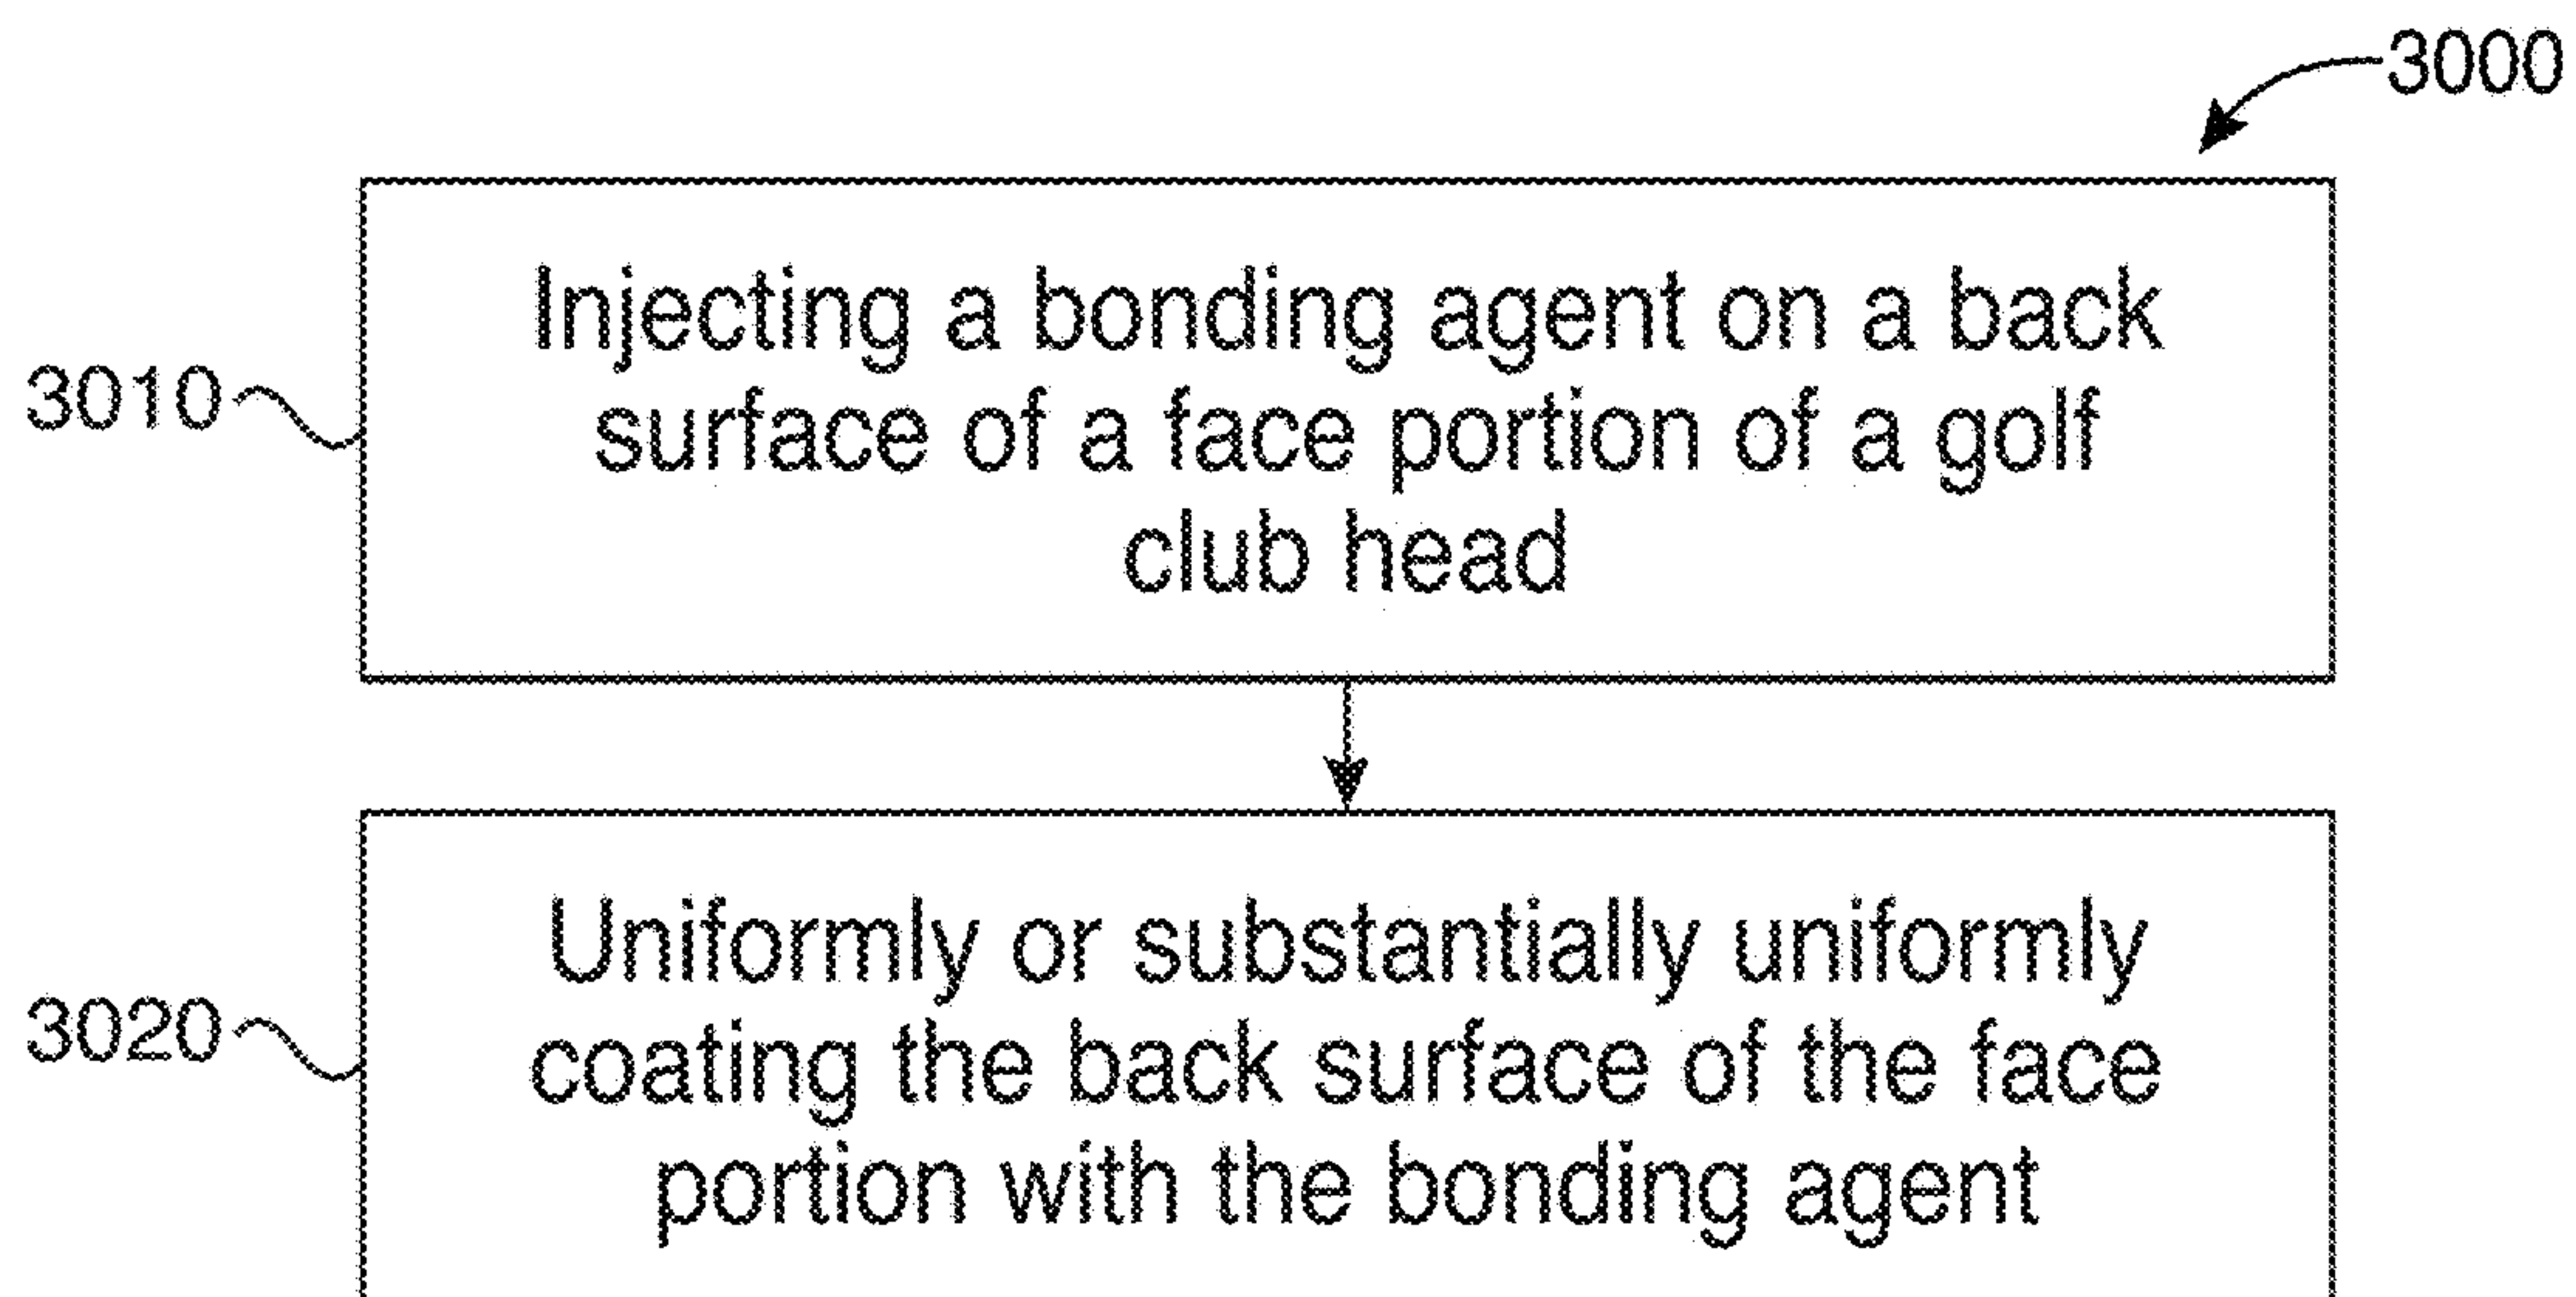 3000
Injecting a bonding agent on a back
surface of a face portion of a golf
club head
3010
Uniformly or substantially uniformly
coating the back surface of the face
portion with the bonding agent
3020